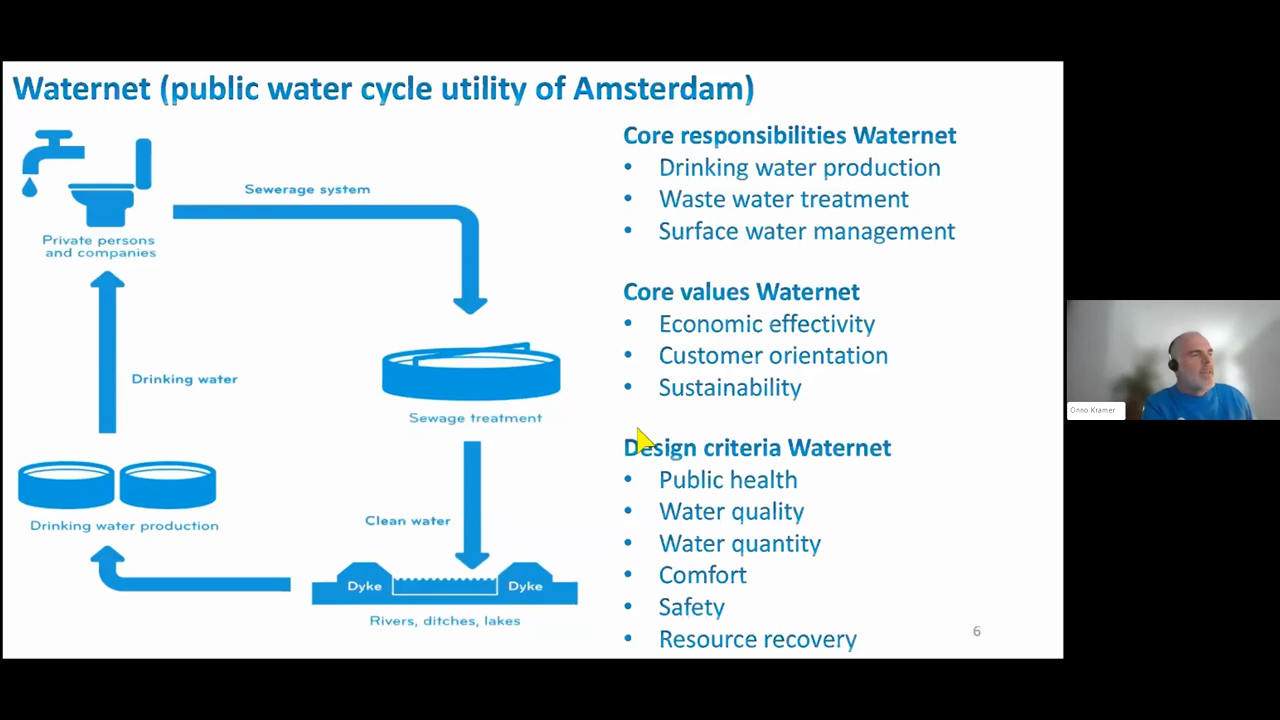 Waternet (public water cycle utility of Amsterdam)
Sewerage system
Private persons
and companies
Drinking water
Sewage treatment
Drinking water production
Clean water
Dyke
Dyke
Rivers, ditches, lakes
Core responsibilities Waternet
• Drinking water production
• Waste water treatment
• Surface water management
Core values Waternet
• Economic effectivity
• Customer orientation
• Sustainability
Design criteria Waternet
• Public health
• Water quality
• Water quantity
• Comfort
• Safety
• Resource recovery
6
Onno Kramer